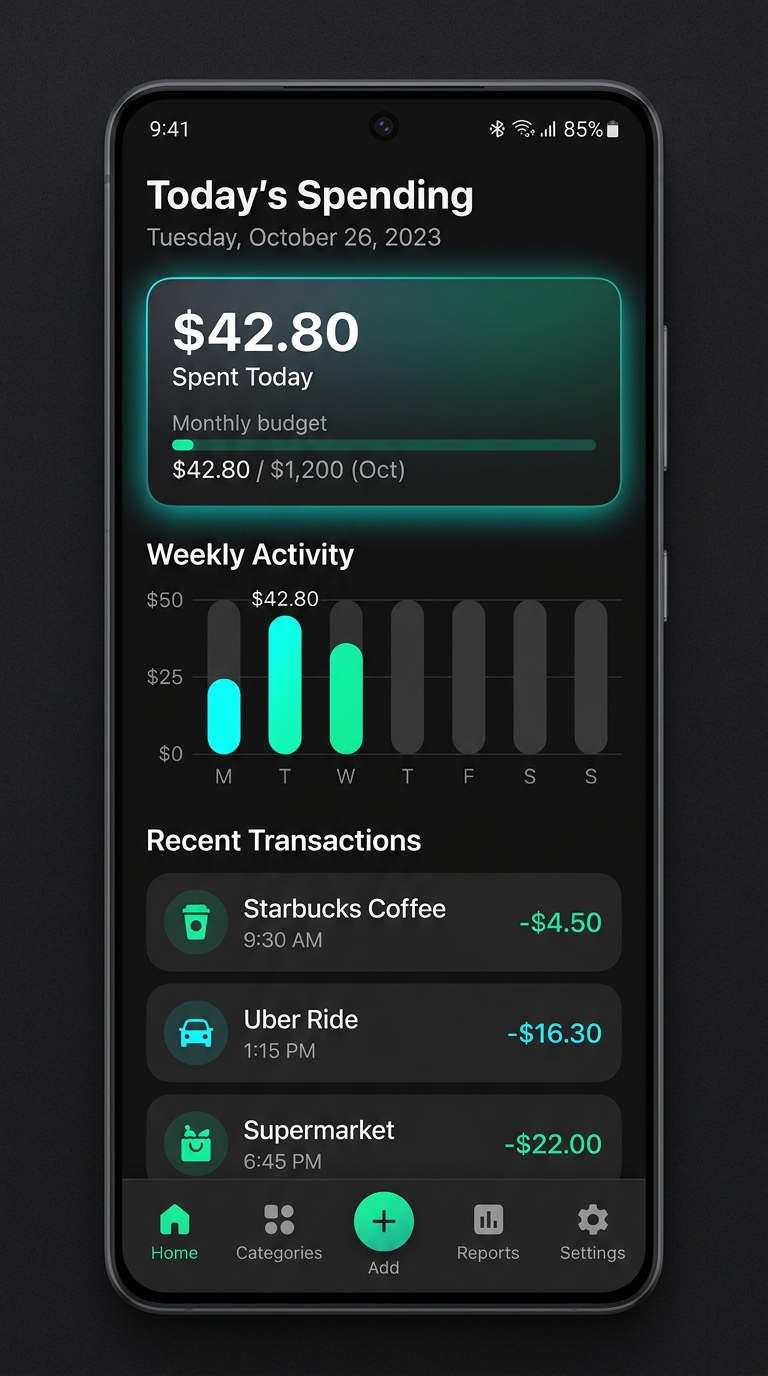 9:41 85%
Today's Spending
Tuesday, October 26, 2023
$42.80
Spent Today
Monthly budget
$42.80 / $1,200 (Oct)
Weekly Activity
$50 $42.80
$25
$0
M T W T F S S
Recent Transactions
Starbucks Coffee -$4.50
9:30 AM
Uber Ride -$16.30
1:15 PM
Supermarket -$22.00
6:45 PM
Home Categories Add Reports Settings